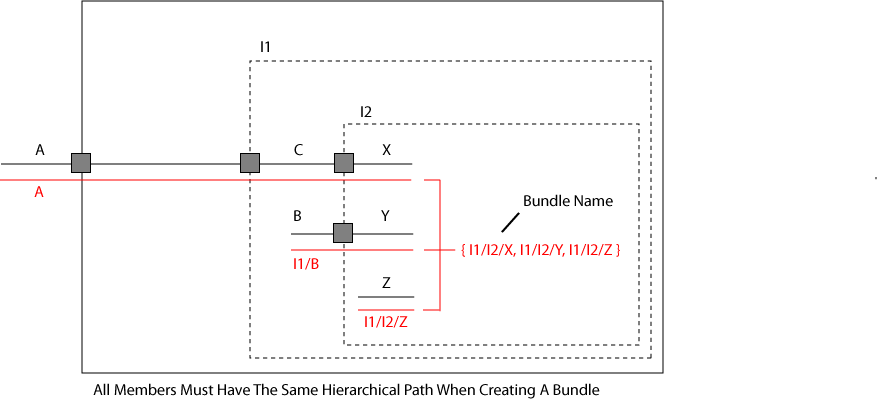 I1
I2
A C X
A
Bundle Name
B Y
{ I1/I2/X, I1/I2/Y, I1/I2/Z }
I1/B
Z
I1/I2/Z
All Members Must Have The Same Hierarchical Path When Creating A Bundle